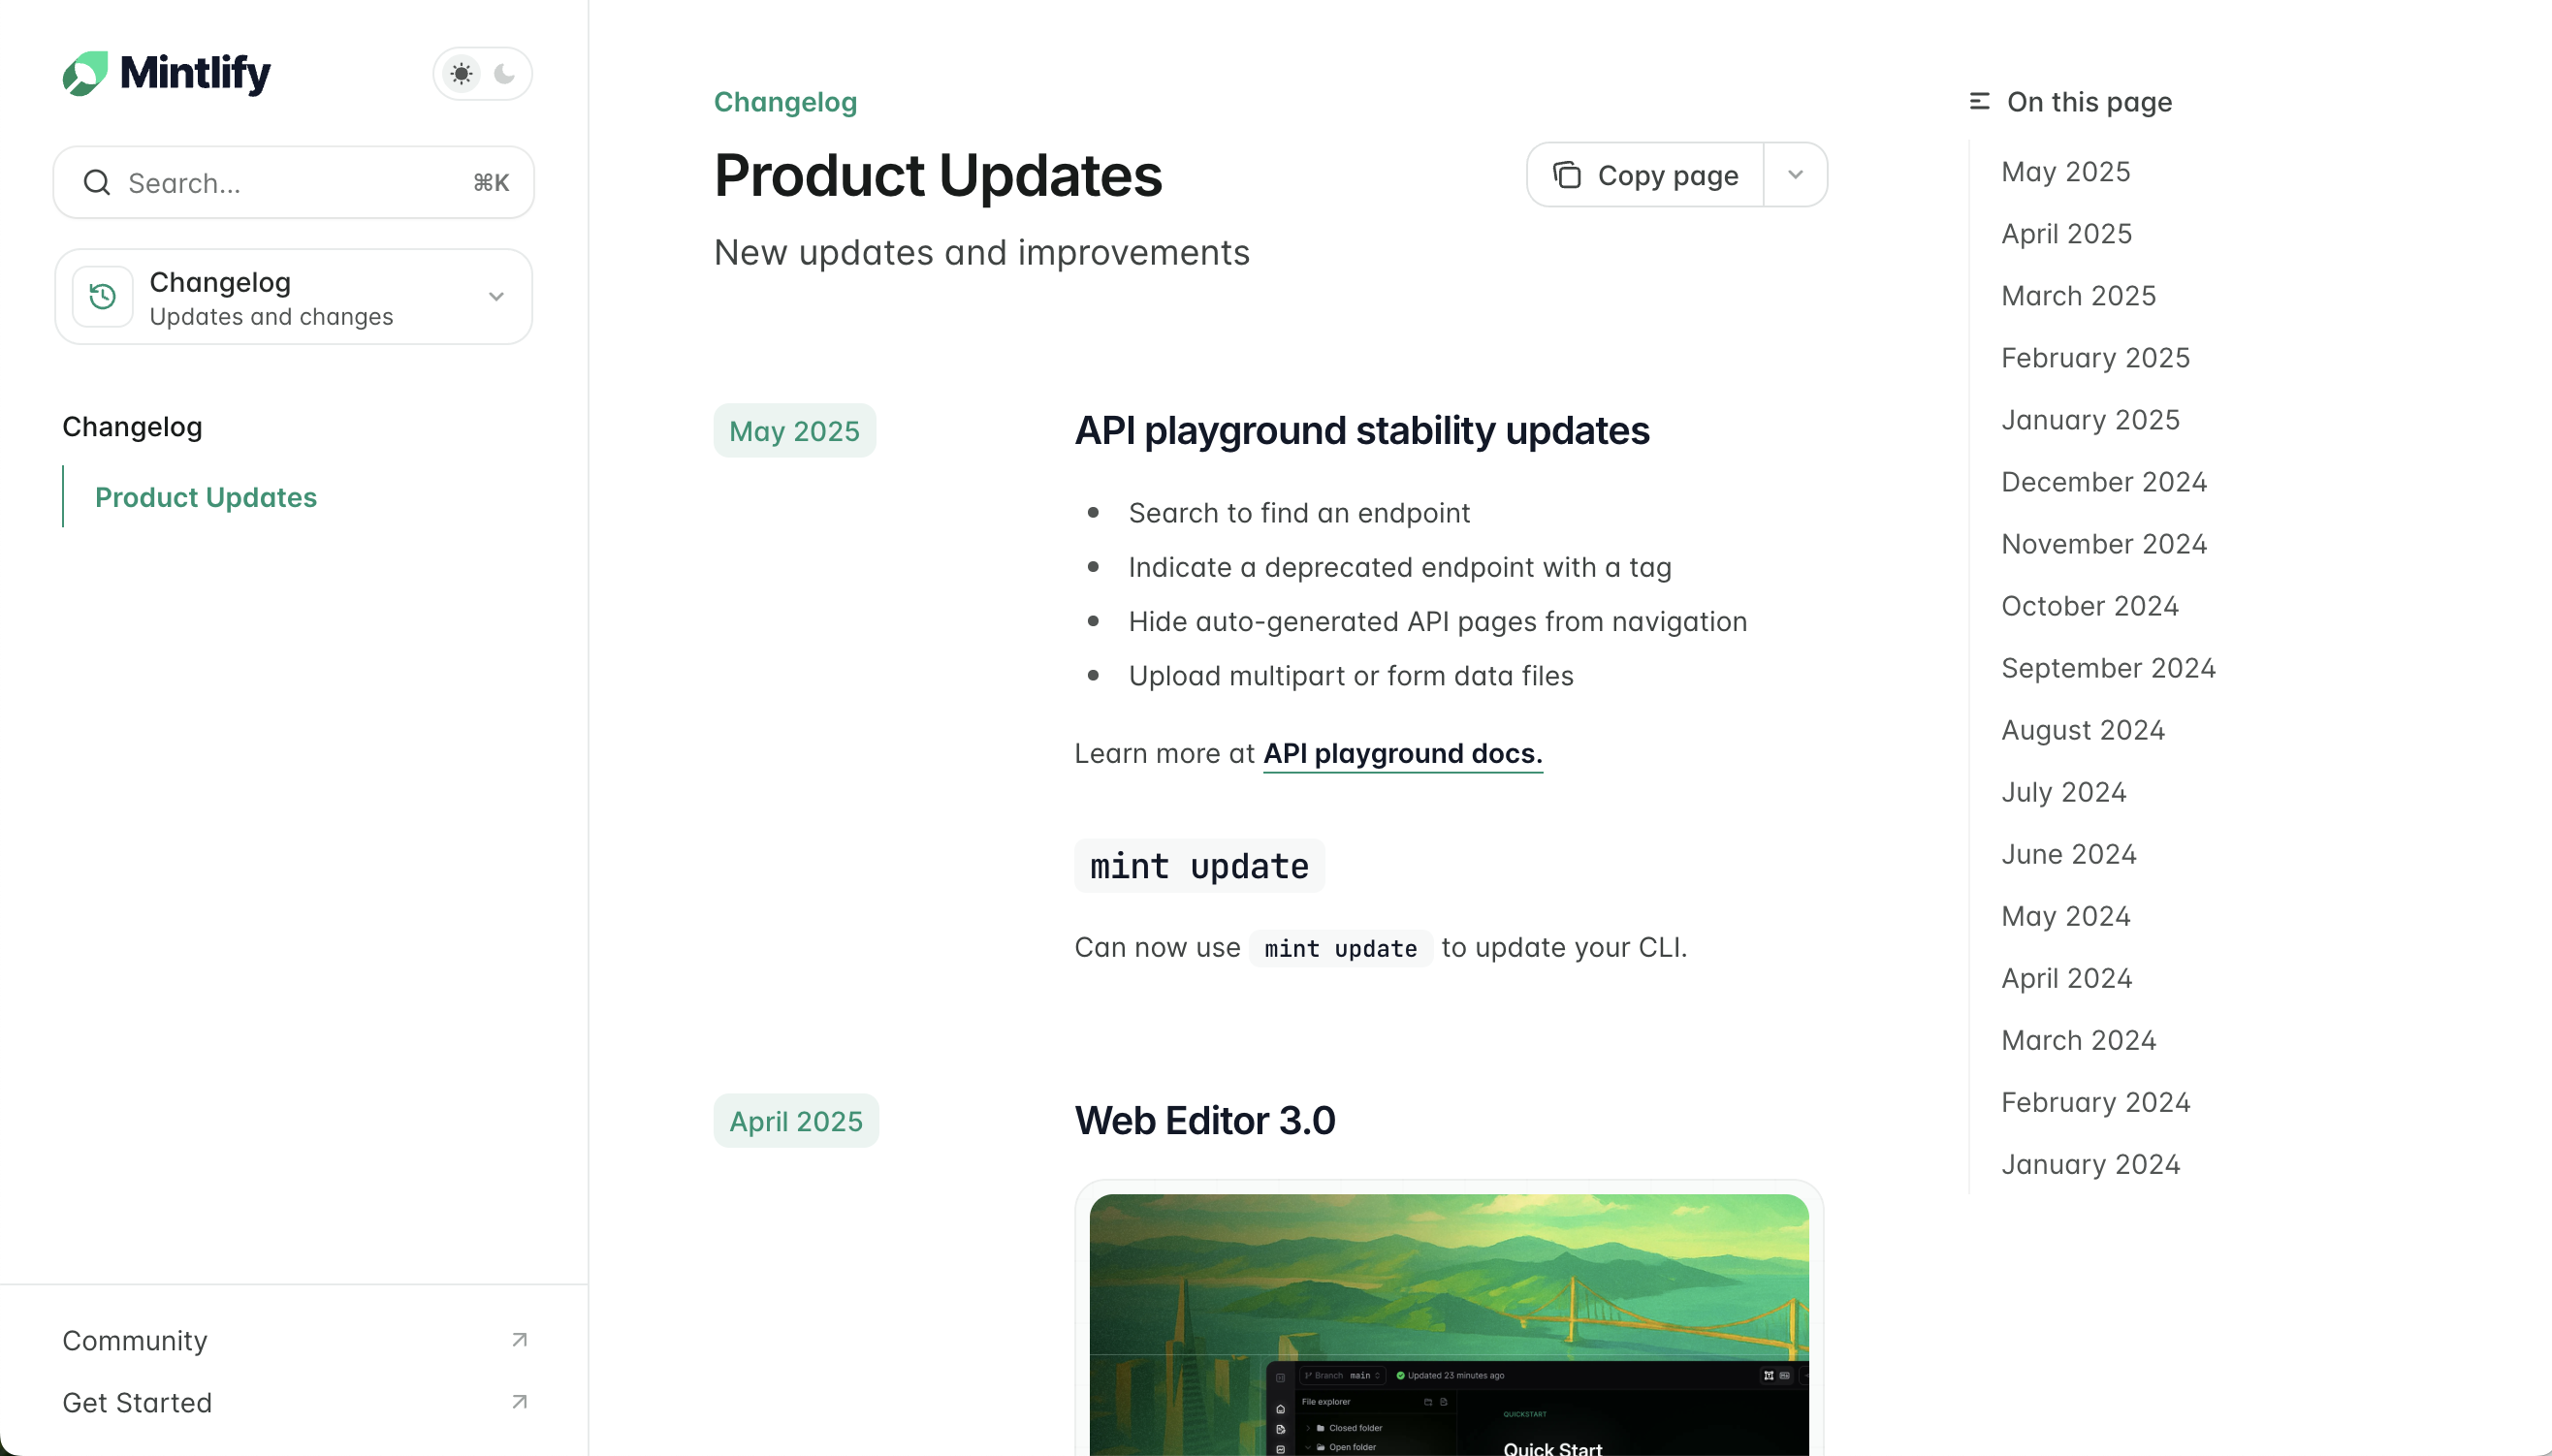 Mintlify
Search...
⌘K
Changelog
Updates and changes
Changelog
Product Updates
Community
Get Started
Changelog
Product Updates
Copy page
New updates and improvements
May 2025
API playground stability updates
Search to find an endpoint
Indicate a deprecated endpoint with a tag
Hide auto-generated API pages from navigation
Upload multipart or form data files
Learn more at API playground docs.
mint update
Can now use mint update to update your CLI.
April 2025
Web Editor 3.0
Branch main
Updated 23 minutes ago
File explorer
Closed folder
Open folder
QUICKSTART
Quick Start
On this page
May 2025
April 2025
March 2025
February 2025
January 2025
December 2024
November 2024
October 2024
September 2024
August 2024
July 2024
June 2024
May 2024
April 2024
March 2024
February 2024
January 2024